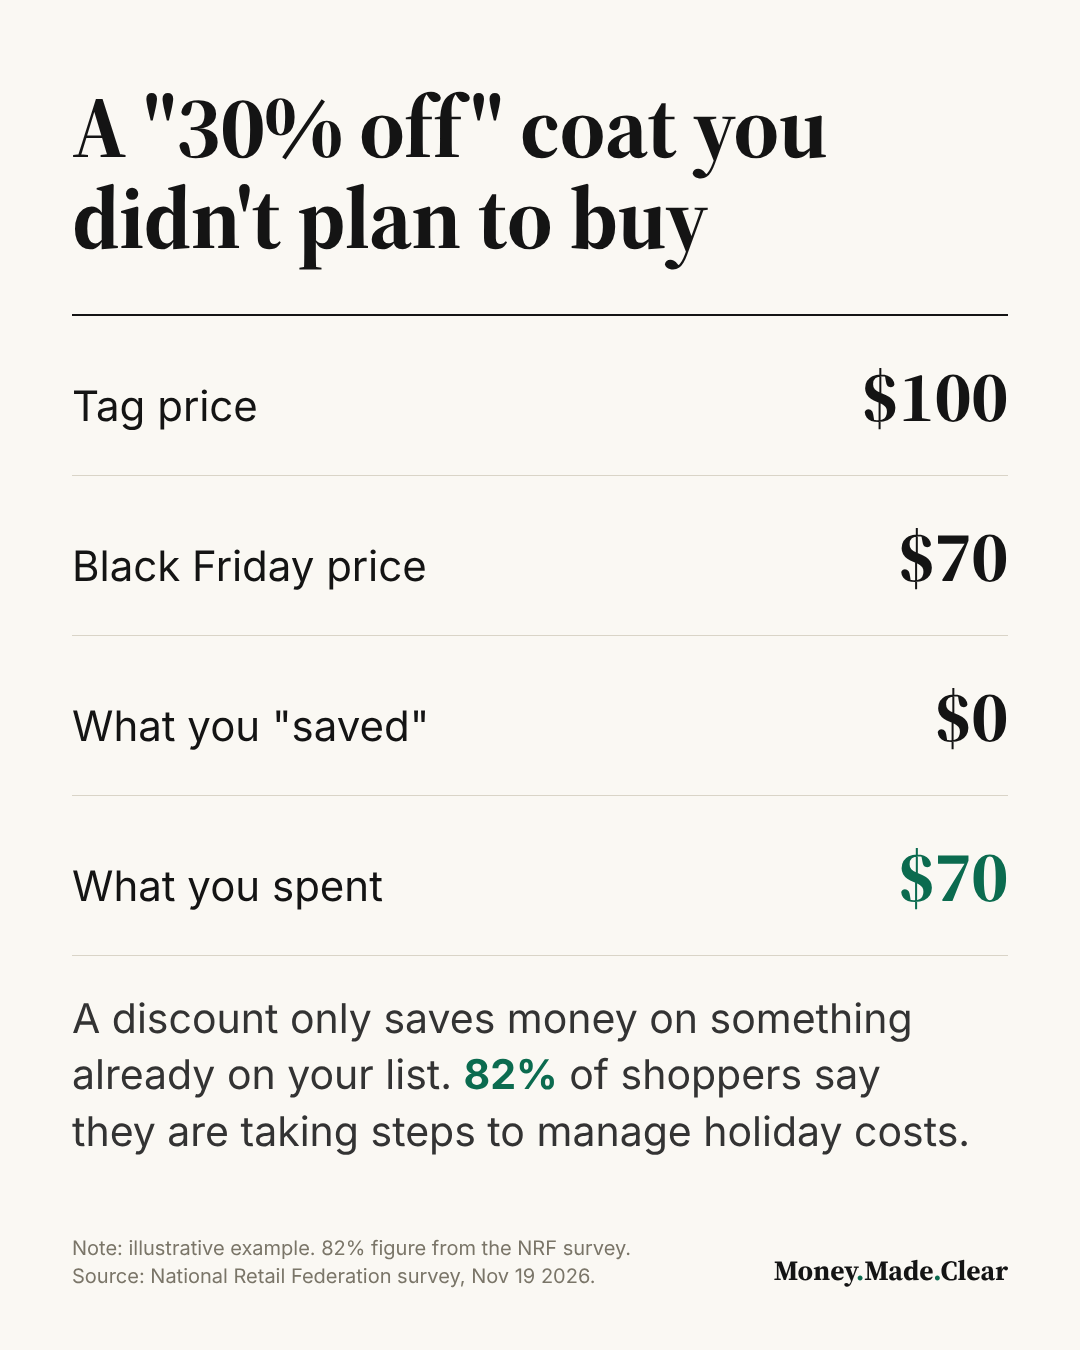 A "30% off" coat you
didn't plan to buy
Tag price $100
Black Friday price $70
What you "saved" $0
What you spent $70
A discount only saves money on something
already on your list. 82% of shoppers say
they are taking steps to manage holiday costs.
Note: illustrative example. 82% figure from the NRF survey.
Source: National Retail Federation survey, Nov 19 2026.
Money.Made.Clear